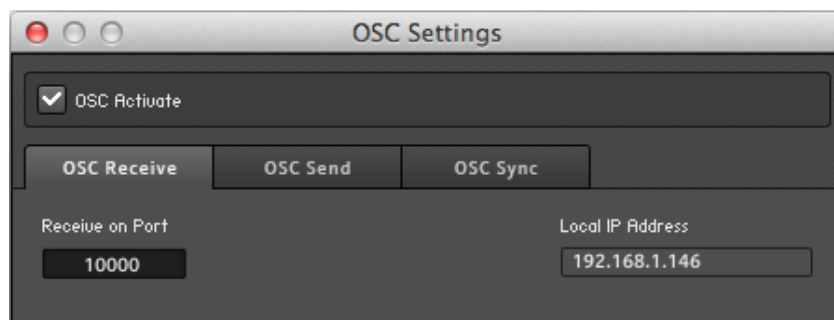 OSC Settings
OSC Activate
OSC Receive OSC Send OSC Sync
Receive on Port Local IP Address
10000 192.168.1.146